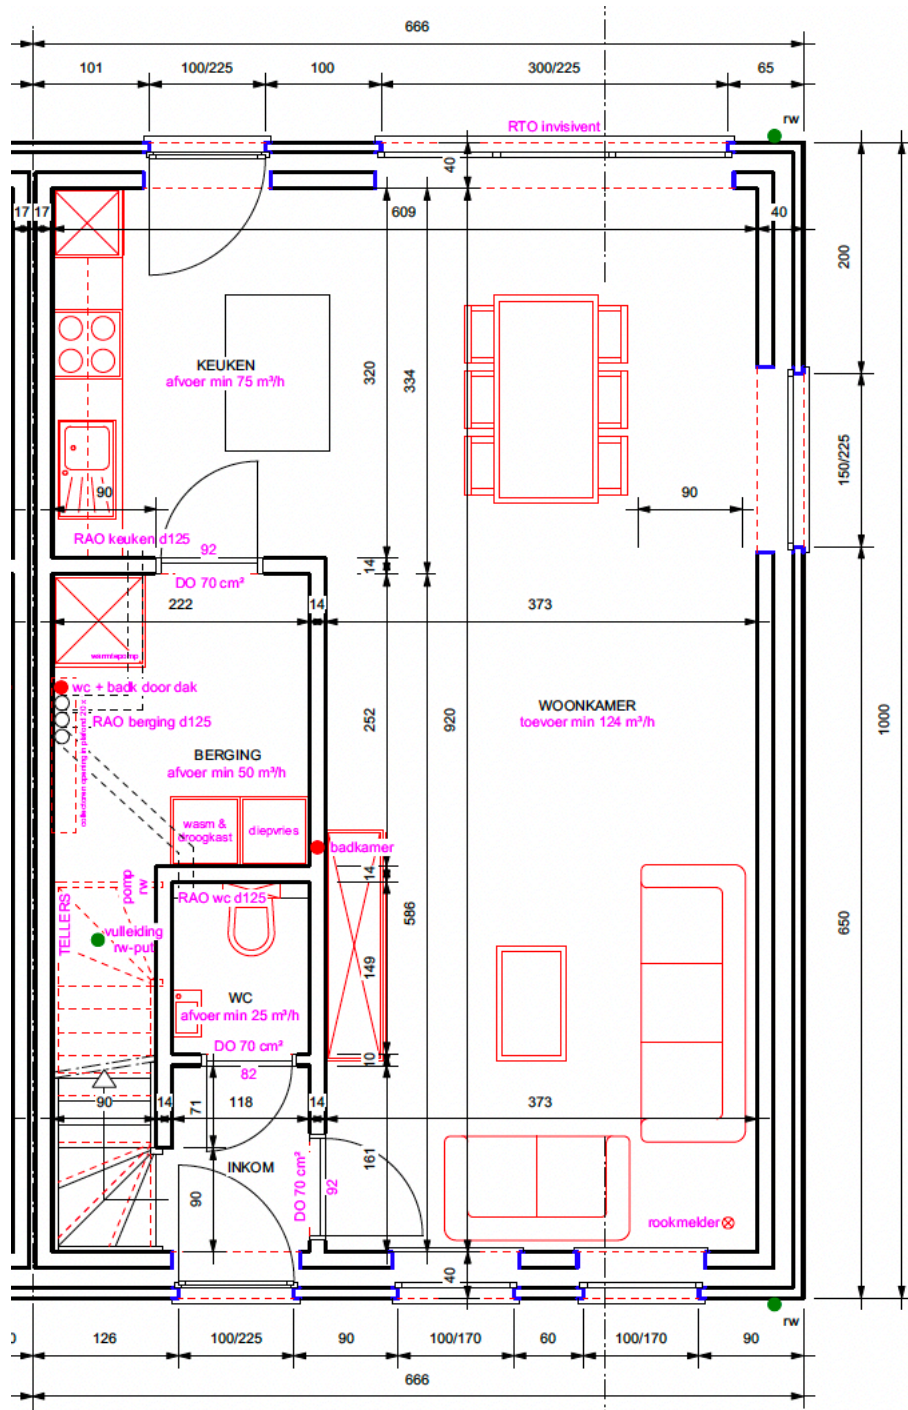 666
101
100/225
100
300/225
65
RTO invisivent
rw
40
17
17
609
40
200
KEUKEN
afvoer min 75 m³/h
320
334
150/225
90
90
RAO keuken d125
92
14
DO 70 cm²
222
14
373
warmtepomp
wc + badk door dak
RAO berging d125
WOONKAMER
toevoer min 124 m³/h
252
920
1000
BERGING
afvoer min 50 m³/h
wasm &
droogkast
diepvries
badkamer
14
TELLERS
pomp
rw
RAO wc d125
vulleiding
rw-put
586
650
149
WC
afvoer min 25 m³/h
DO 70 cm²
10
82
90
14
71
118
14
373
INKOM
161
90
DO 70 cm²
92
rookmelder
40
rw
0
126
100/225
90
100/170
60
100/170
90
666